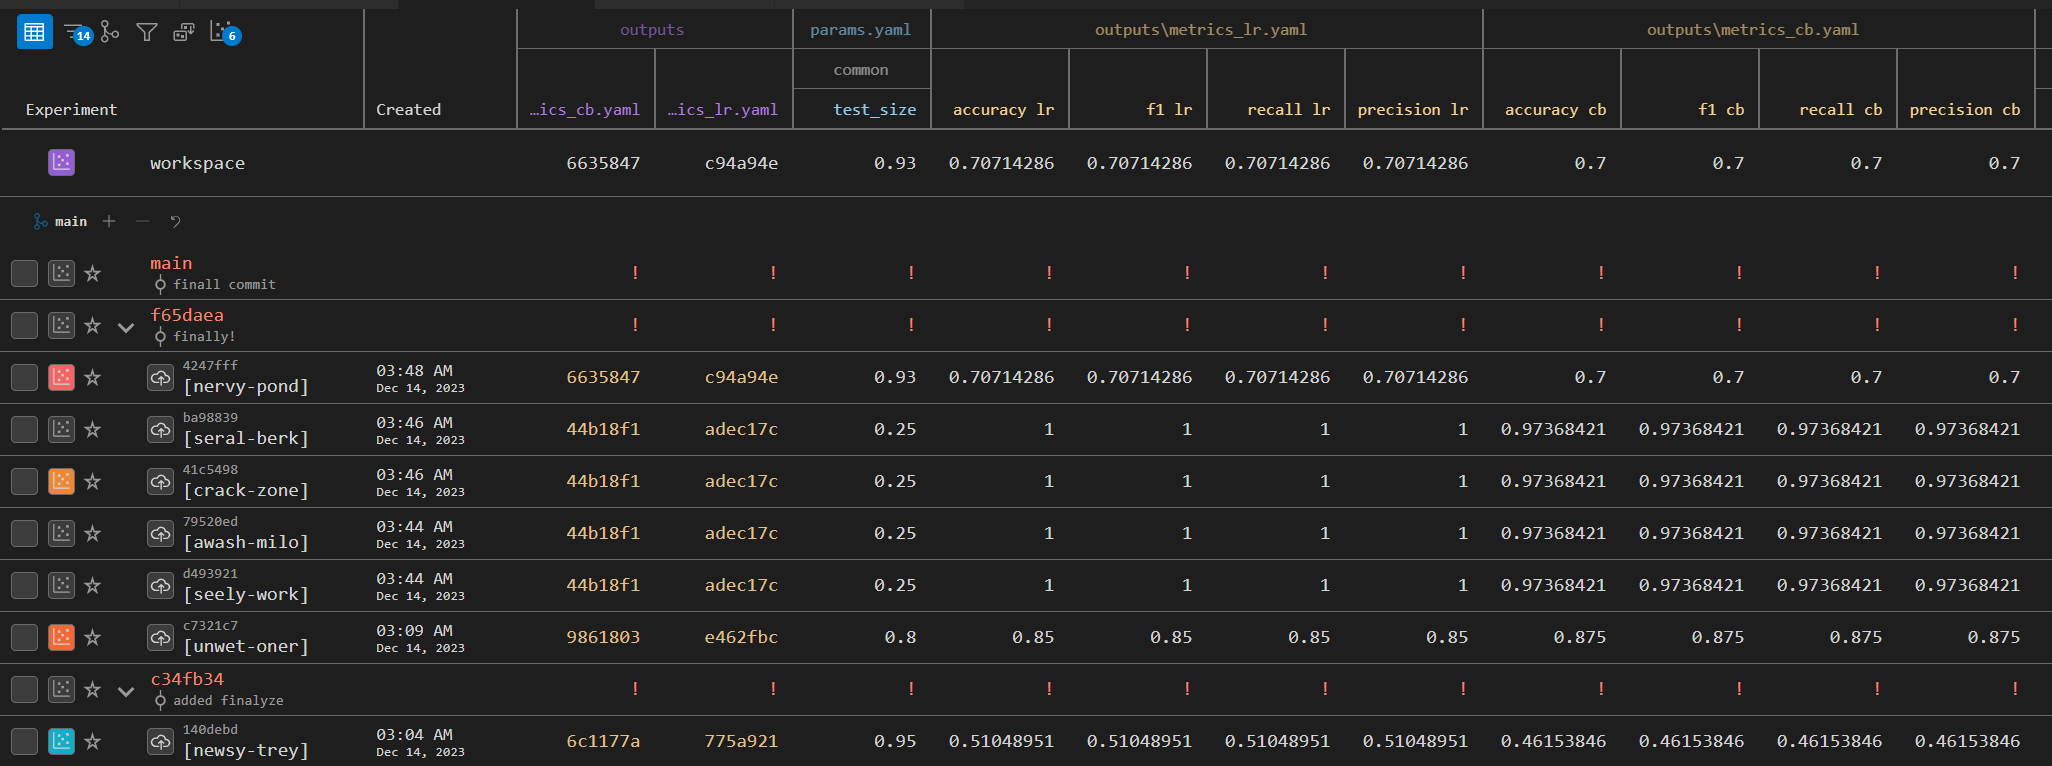 14 6
outputs params.yaml outputs\metrics_lr.yaml outputs\metrics_cb.yaml
common
Experiment Created …ics_cb.yaml …ics_lr.yaml test_size accuracy lr f1 lr recall lr precision lr accuracy cb f1 cb recall cb precision cb
workspace 6635847 c94a94e 0.93 0.70714286 0.70714286 0.70714286 0.70714286 0.7 0.7 0.7 0.7
main
main ! ! ! ! ! ! ! ! ! ! !
finall commit
f65daea ! ! ! ! ! ! ! ! ! ! !
finally!
4247fff
[nervy-pond] 03:48 AM 6635847 c94a94e 0.93 0.70714286 0.70714286 0.70714286 0.70714286 0.7 0.7 0.7 0.7
Dec 14, 2023
ba98839
[seral-berk] 03:46 AM 44b18f1 adec17c 0.25 1 1 1 1 0.97368421 0.97368421 0.97368421 0.97368421
Dec 14, 2023
41c5498
[crack-zone] 03:46 AM 44b18f1 adec17c 0.25 1 1 1 1 0.97368421 0.97368421 0.97368421 0.97368421
Dec 14, 2023
79520ed
[awash-milo] 03:44 AM 44b18f1 adec17c 0.25 1 1 1 1 0.97368421 0.97368421 0.97368421 0.97368421
Dec 14, 2023
d493921
[seely-work] 03:44 AM 44b18f1 adec17c 0.25 1 1 1 1 0.97368421 0.97368421 0.97368421 0.97368421
Dec 14, 2023
c7321c7
[unwet-oner] 03:09 AM 9861803 e462fbc 0.8 0.85 0.85 0.85 0.85 0.875 0.875 0.875 0.875
Dec 14, 2023
c34fb34 ! ! ! ! ! ! ! ! ! ! !
added finalyze
140debd
[newsy-trey] 03:04 AM 6c1177a 775a921 0.95 0.51048951 0.51048951 0.51048951 0.51048951 0.46153846 0.46153846 0.46153846 0.46153846
Dec 14, 2023